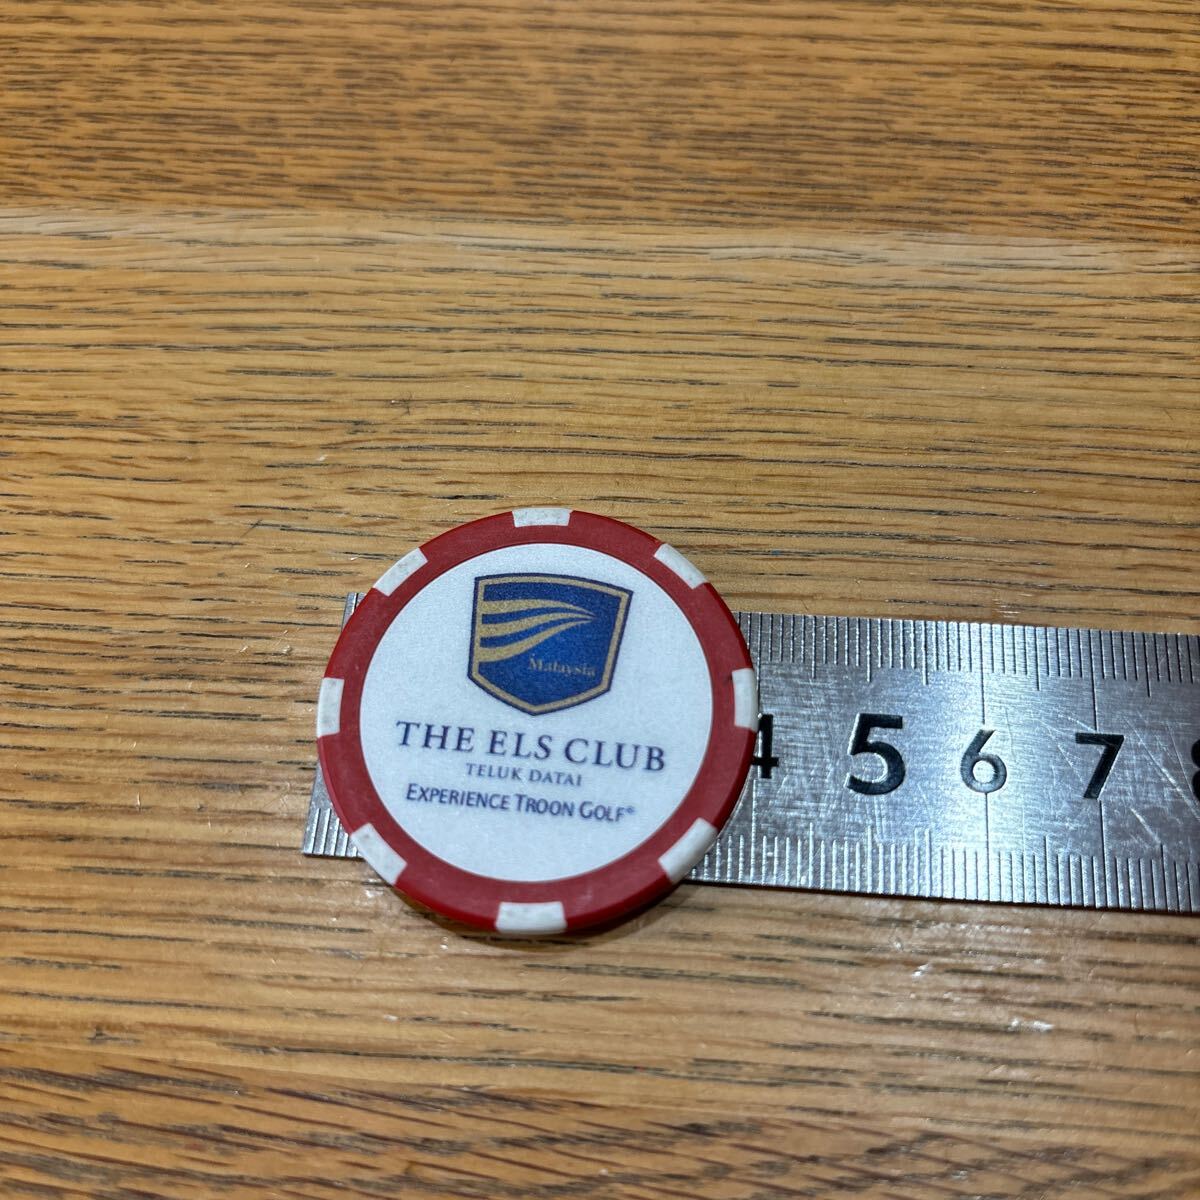 Malaysia
THE ELS CLUB
TELUK DATAI
EXPERIENCE TROON GOLF®
4 5 6 7 8